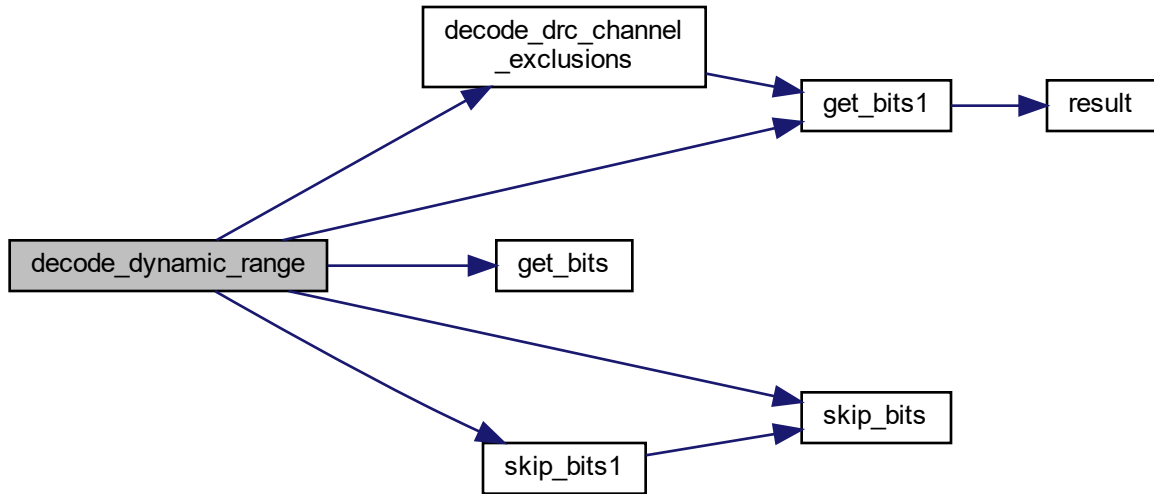 decode_drc_channel
_exclusions
get_bits1
result
decode_dynamic_range
get_bits
skip_bits
skip_bits1